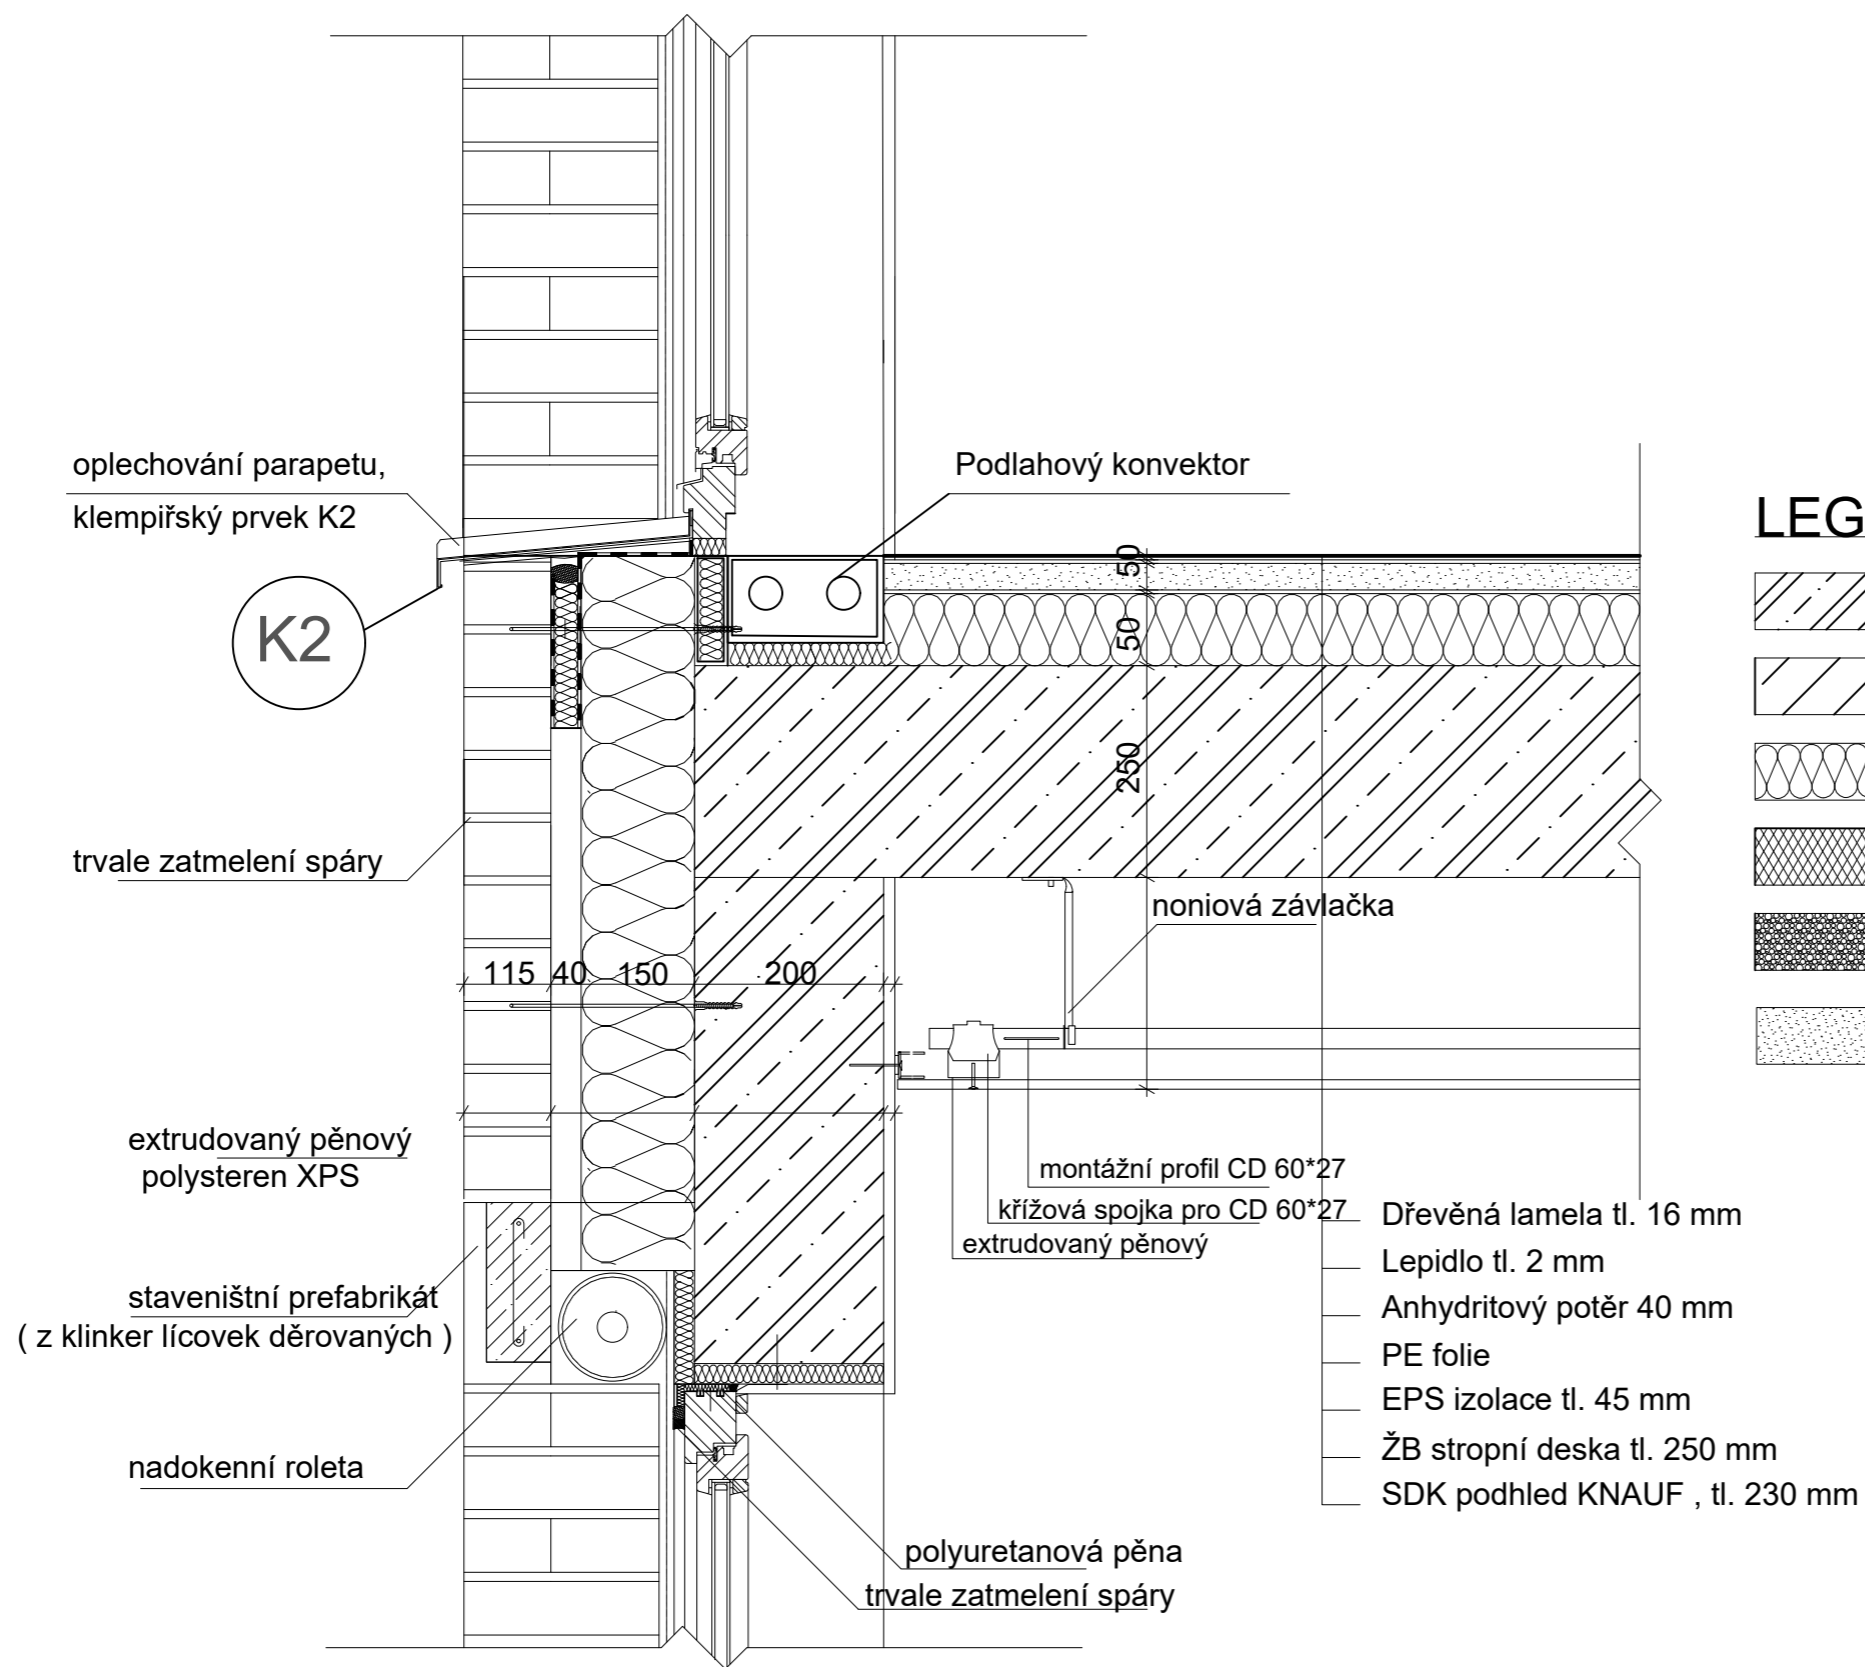 oplechování parapetu,
klempiřský prvek K2
K2
Podlahový konvektor
LEG
50
50
250
trvale zatmelení spáry
noniová závlačka
115 40 150 200
extrudovaný pěnový
polysteren XPS
montážní profil CD 60*27
křížová spojka pro CD 60*27
extrudovaný pěnový
staveništní prefabrikát
( z klinker lícovek děrovaných )
nadokenní roleta
Dřevěná lamela tl. 16 mm
Lepidlo tl. 2 mm
Anhydritový potěr 40 mm
PE folie
EPS izolace tl. 45 mm
ŽB stropní deska tl. 250 mm
SDK podhled KNAUF , tl. 230 mm
polyuretanová pěna
trvale zatmelení spáry